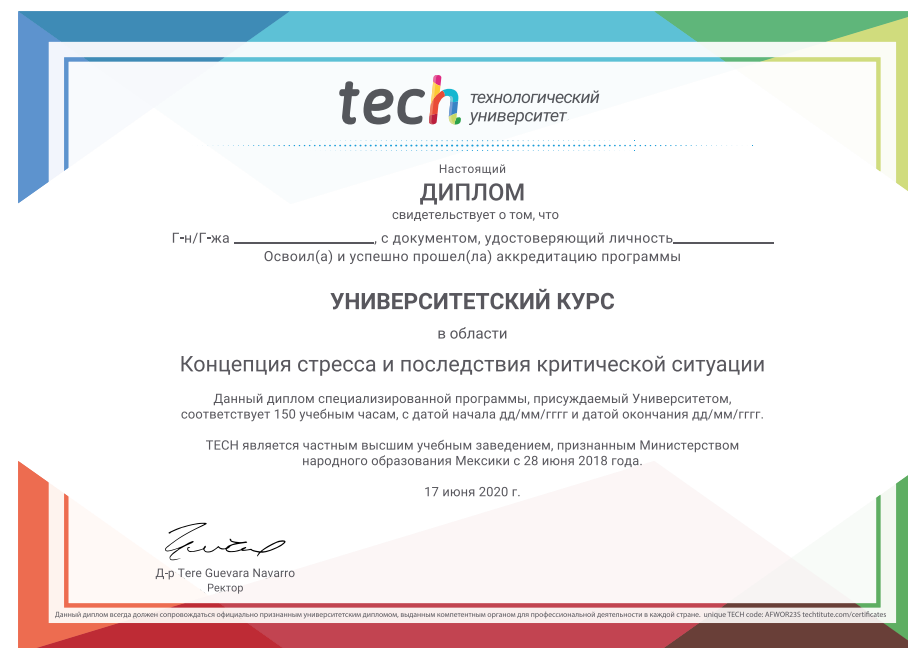 tech технологический
университет
Настоящий
ДИПЛОМ
свидетельствует о том, что
Г-н/Г-жа ____________________, с документом, удостоверяющий личность______________
Освоил(а) и успешно прошел(ла) аккредитацию программы
УНИВЕРСИТЕТСКИЙ КУРС
в области
Концепция стресса и последствия критической ситуации
Данный диплом специализированной программы, присуждаемый Университетом,
соответствует 150 учебным часам, с датой начала дд/мм/гггг и датой окончания дд/мм/гггг.
TECH является частным высшим учебным заведением, признанным Министерством
народного образования Мексики с 28 июня 2018 года.
17 июня 2020 г.
Д-р Tere Guevara Navarro
Ректор
Данный диплом всегда должен сопровождаться официально признанным университетским дипломом, выданным компетентным органом для профессиональной деятельности в каждой стране. unique TECH code: AFWOR23S techtitute.com/certificates